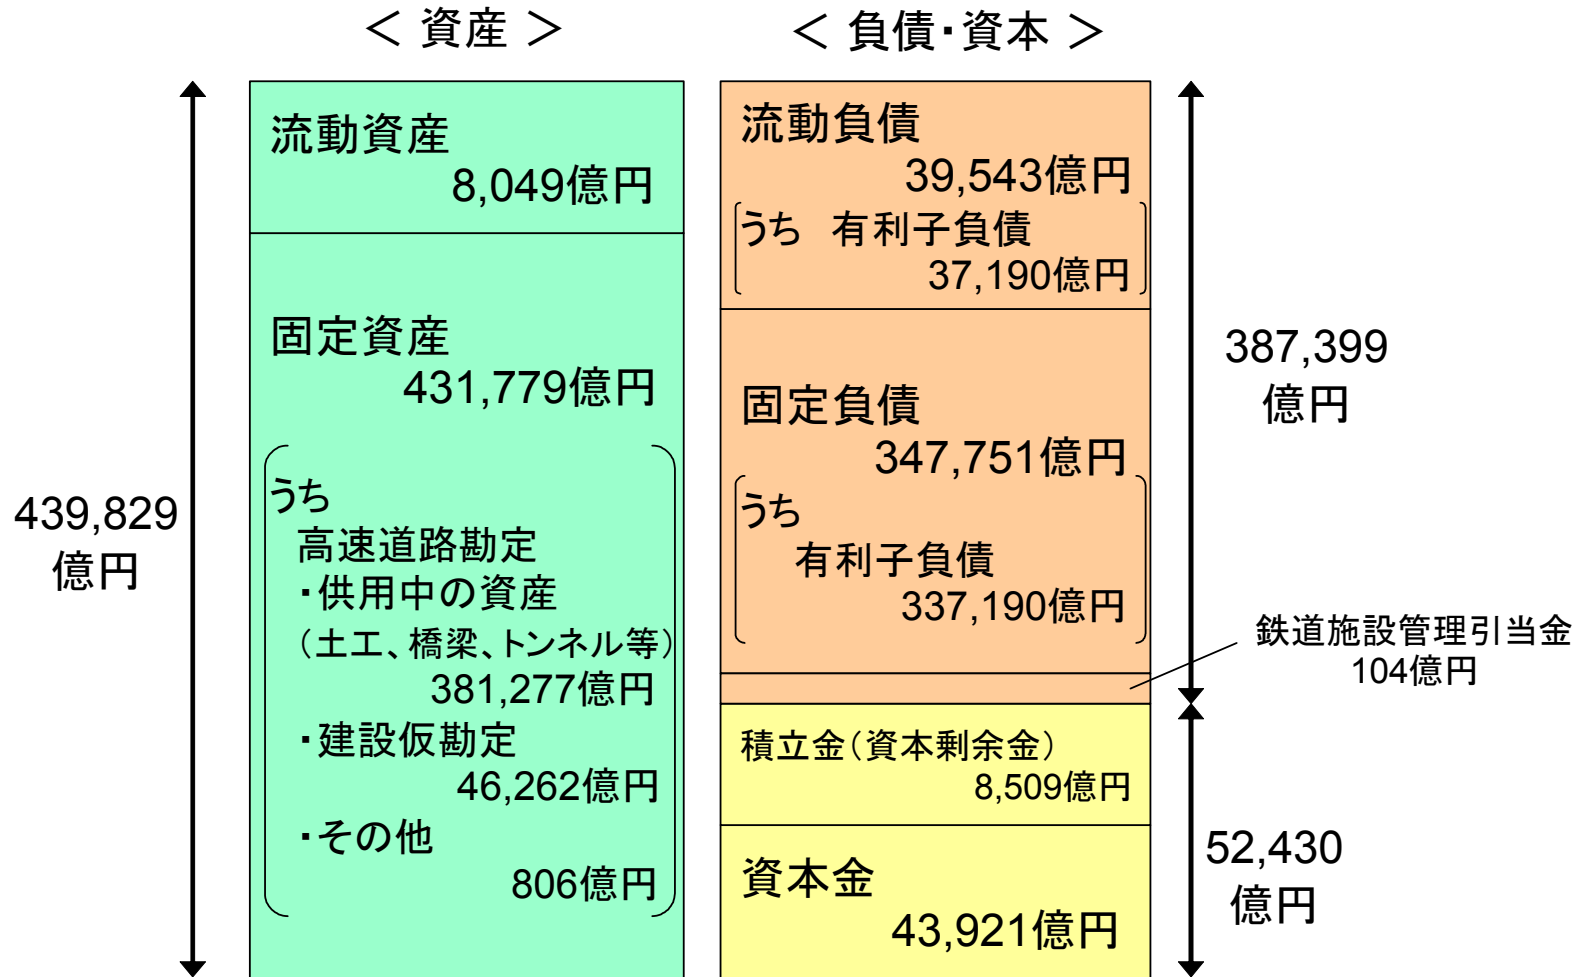 ＜ 資産 ＞
＜ 負債・資本 ＞
439,829
億円
流動資産
8,049億円
固定資産
431,779億円
うち
高速道路勘定
・供用中の資産
（土工、橋梁、トンネル等）
381,277億円
・建設仮勘定
46,262億円
・その他
806億円
流動負債
39,543億円
うち　有利子負債
37,190億円
固定負債
347,751億円
うち
有利子負債
337,190億円
積立金（資本剰余金）
8,509億円
資本金
43,921億円
387,399
億円
鉄道施設管理引当金
104億円
52,430
億円